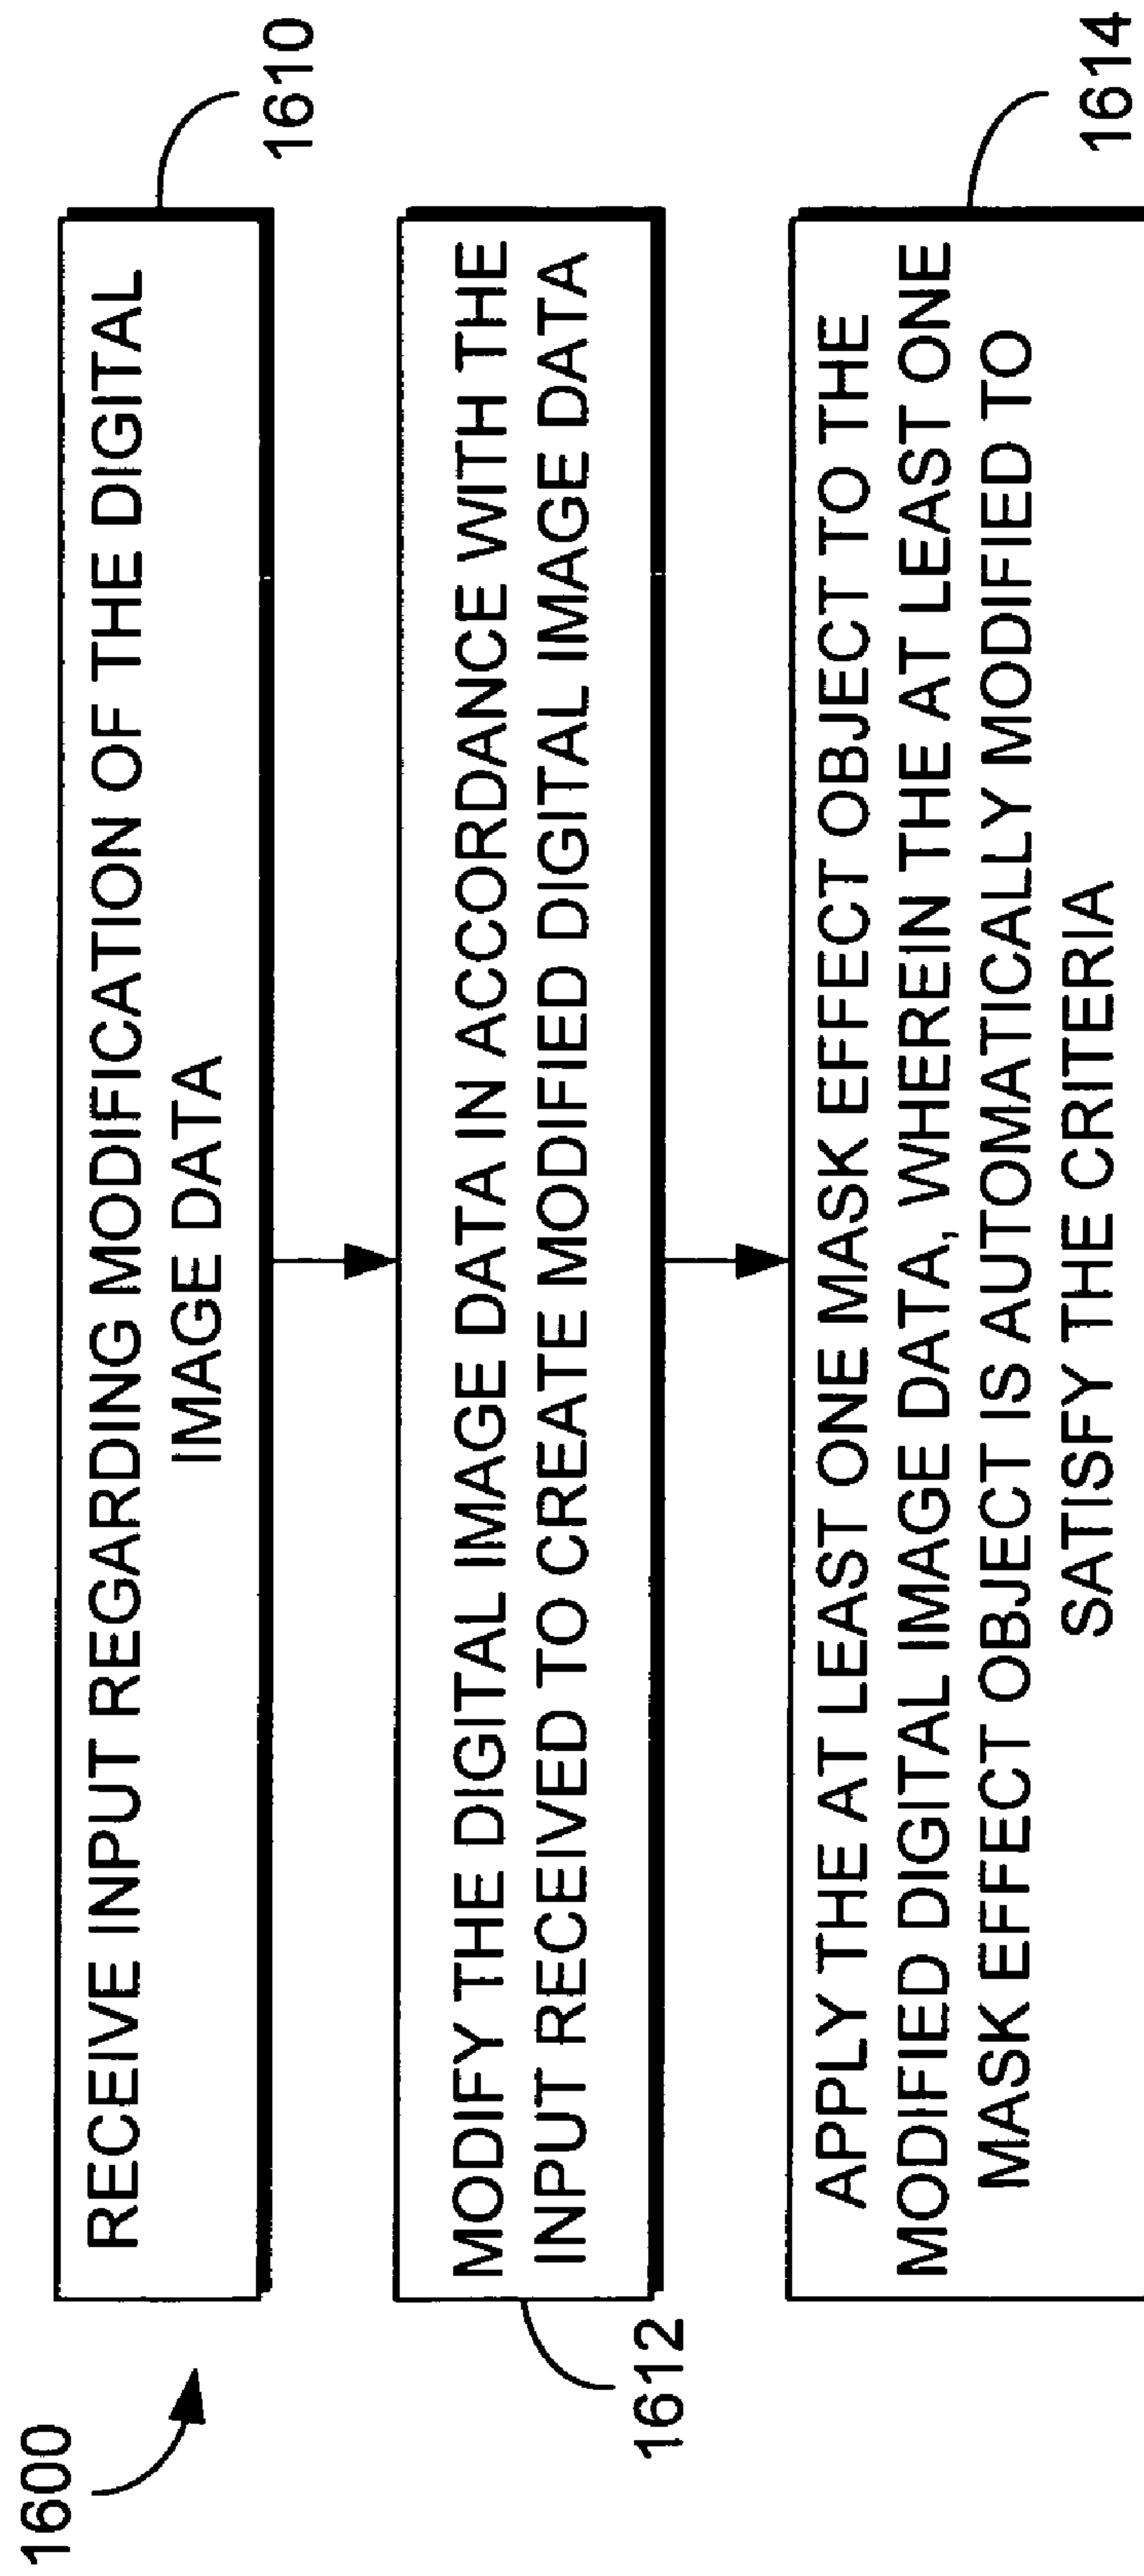 1600
RECEIVE INPUT REGARDING MODIFICATION OF THE DIGITAL
IMAGE DATA
1610
MODIFY THE DIGITAL IMAGE DATA IN ACCORDANCE WITH THE
INPUT RECEIVED TO CREATE MODIFIED DIGITAL IMAGE DATA
1612
APPLY THE AT LEAST ONE MASK EFFECT OBJECT TO THE
MODIFIED DIGITAL IMAGE DATA, WHEREIN THE AT LEAST ONE
MASK EFFECT OBJECT IS AUTOMATICALLY MODIFIED TO
SATISFY THE CRITERIA
1614